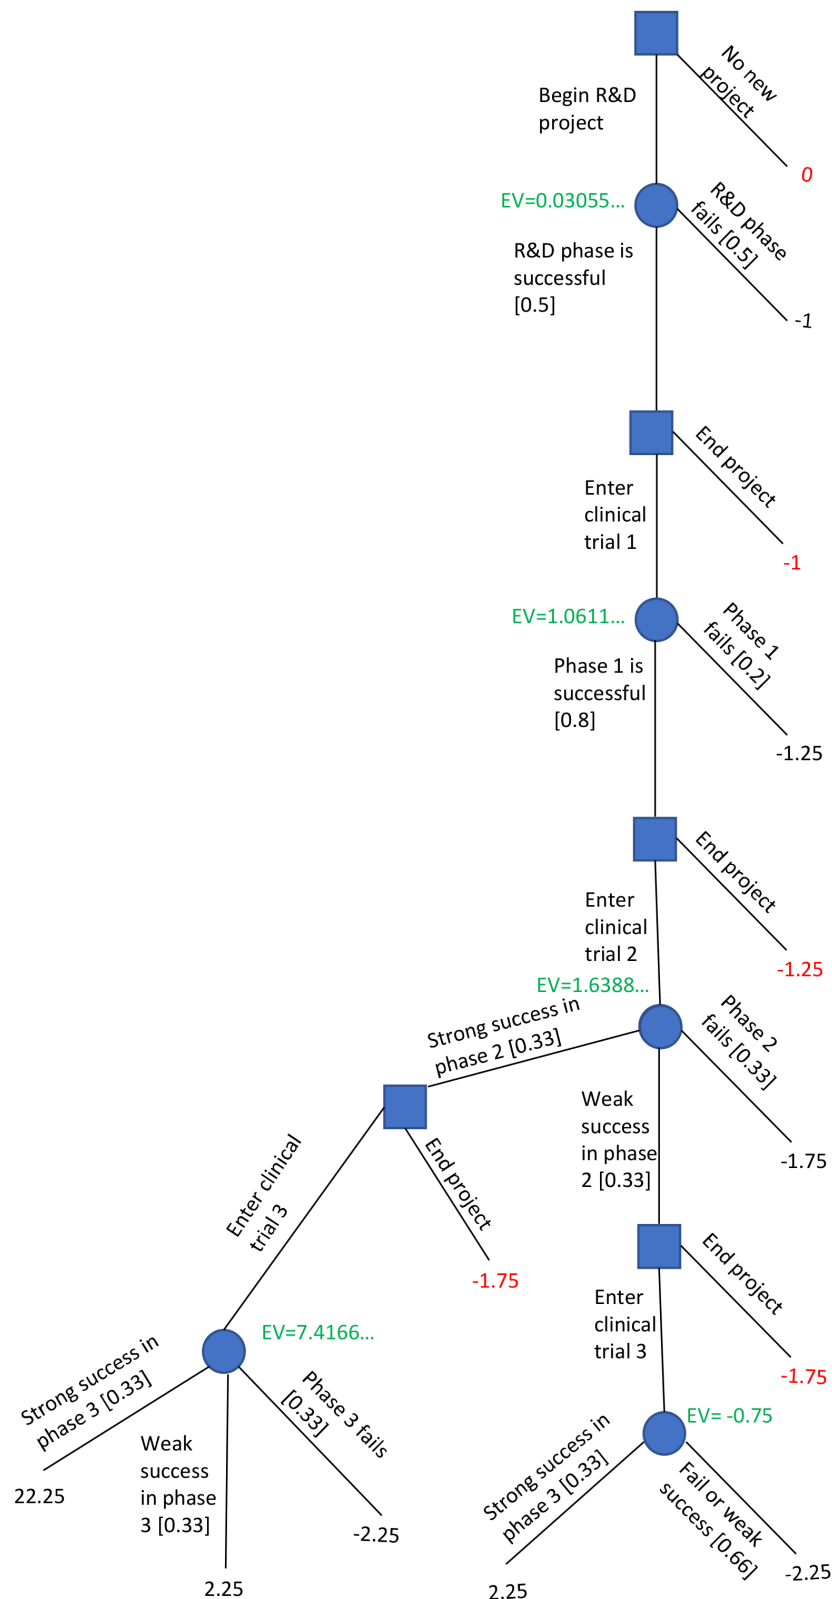 No new
project
Begin R&D
project
0
EV=0.03055...
R&D phase
fails [0.5]
R&D phase is
successful
[0.5]
-1
End project
Enter
clinical
trial 1
-1
EV=1.0611...
Phase 1
fails [0.2]
Phase 1 is
successful
[0.8]
-1.25
End project
Enter
clinical
trial 2
-1.25
EV=1.6388...
Strong success in
phase 2 [0.33]
Phase 2
fails [0.33]
Weak
success
in phase
2 [0.33]
-1.75
Enter clinical
trial 3
End project
-1.75
End project
Enter
clinical
trial 3
-1.75
EV=7.4166...
Strong success in
phase 3 [0.33]
Weak
success
in phase
3 [0.33]
Phase 3 fails
[0.33]
22.25
2.25
-2.25
EV= -0.75
Strong success in
phase 3 [0.33]
Fail or weak
success [0.66]
2.25
-2.25